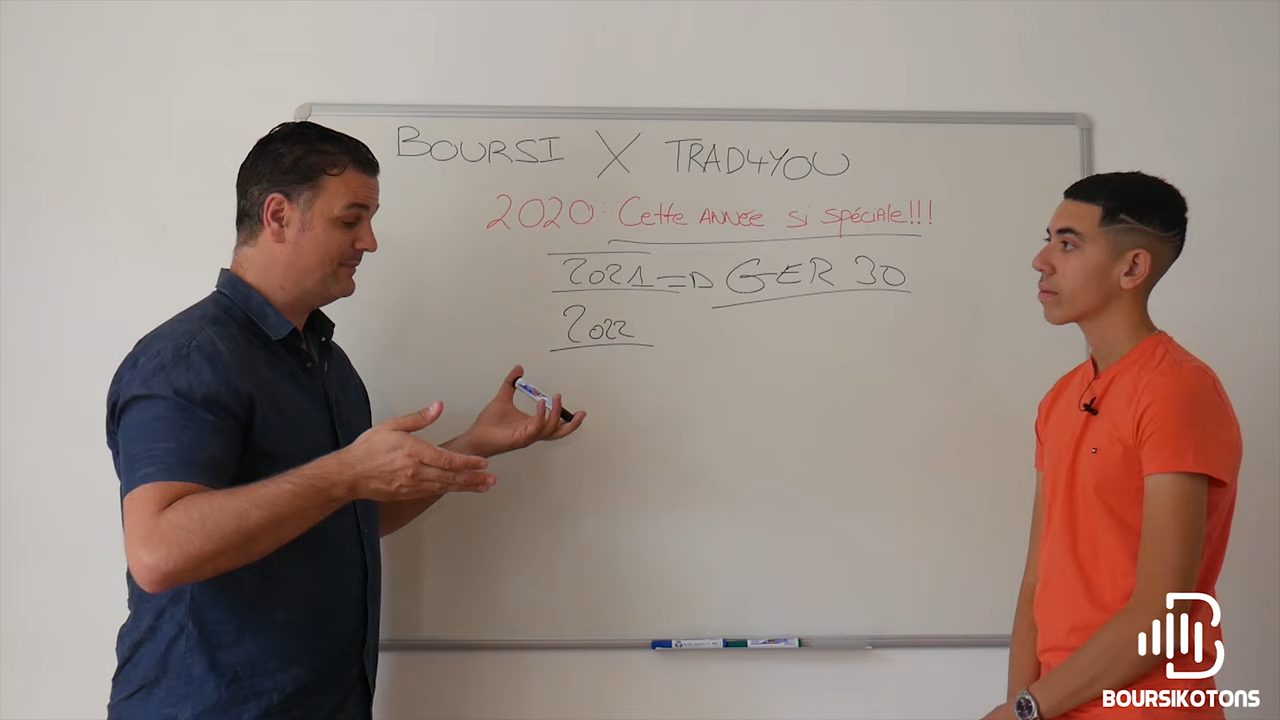 BOURSI X TRAD4YOU
2020: Cette ANNÉE si spéciale!!!
2021 => GER 30
2022
BOURSIKOTONS